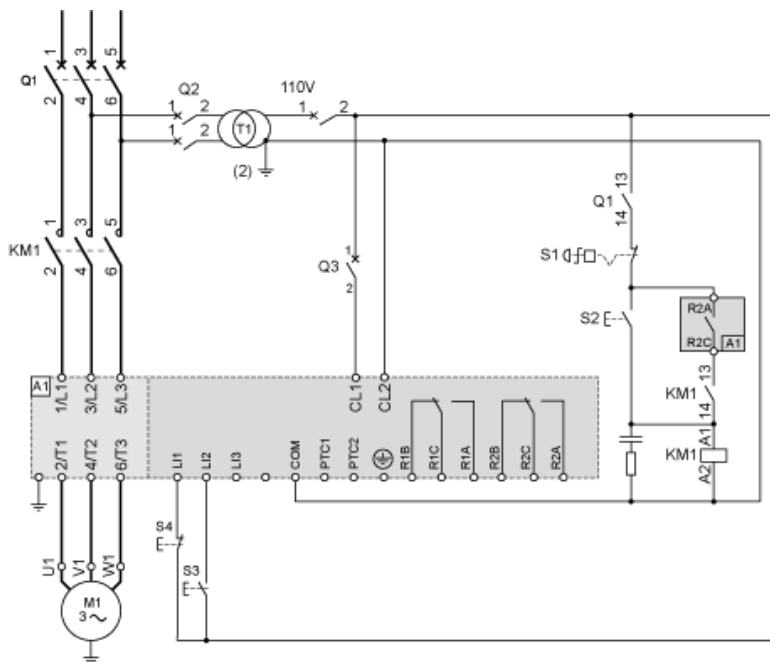 1 3 5
Q1
2 4 6
Q2
1 2
1 2
T1
(2)
110V
1 2
13
Q1
14
1 3 5
KM1
2 4 6
1
Q3
2
S1
S2
R2A
R2C
A1
13
KM1
14
A1
KM1
A2
A1
1/L1 3/L2 5/L3
CL1 CL2
2/T1 4/T2 6/T3
LI1 LI2 LI3 COM PTC1 PTC2 R1B R1C R1A R2B R2C R2A
S4
S3
U1 V1 W1
M1
3